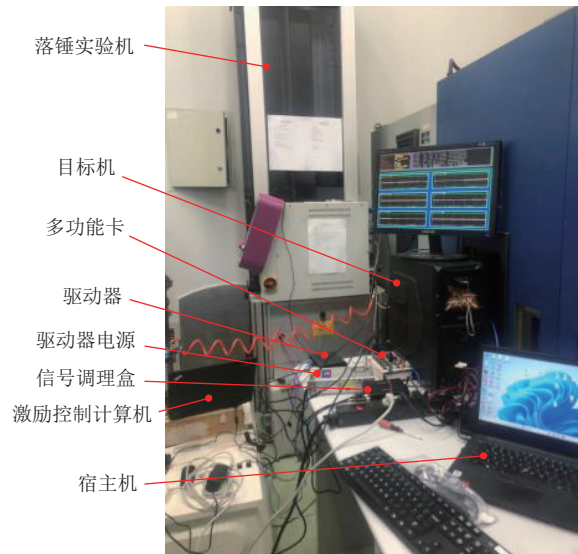 落锤实验机
目标机
多功能卡
驱动器
驱动器电源
信号调理盒
激励控制计算机
宿主机